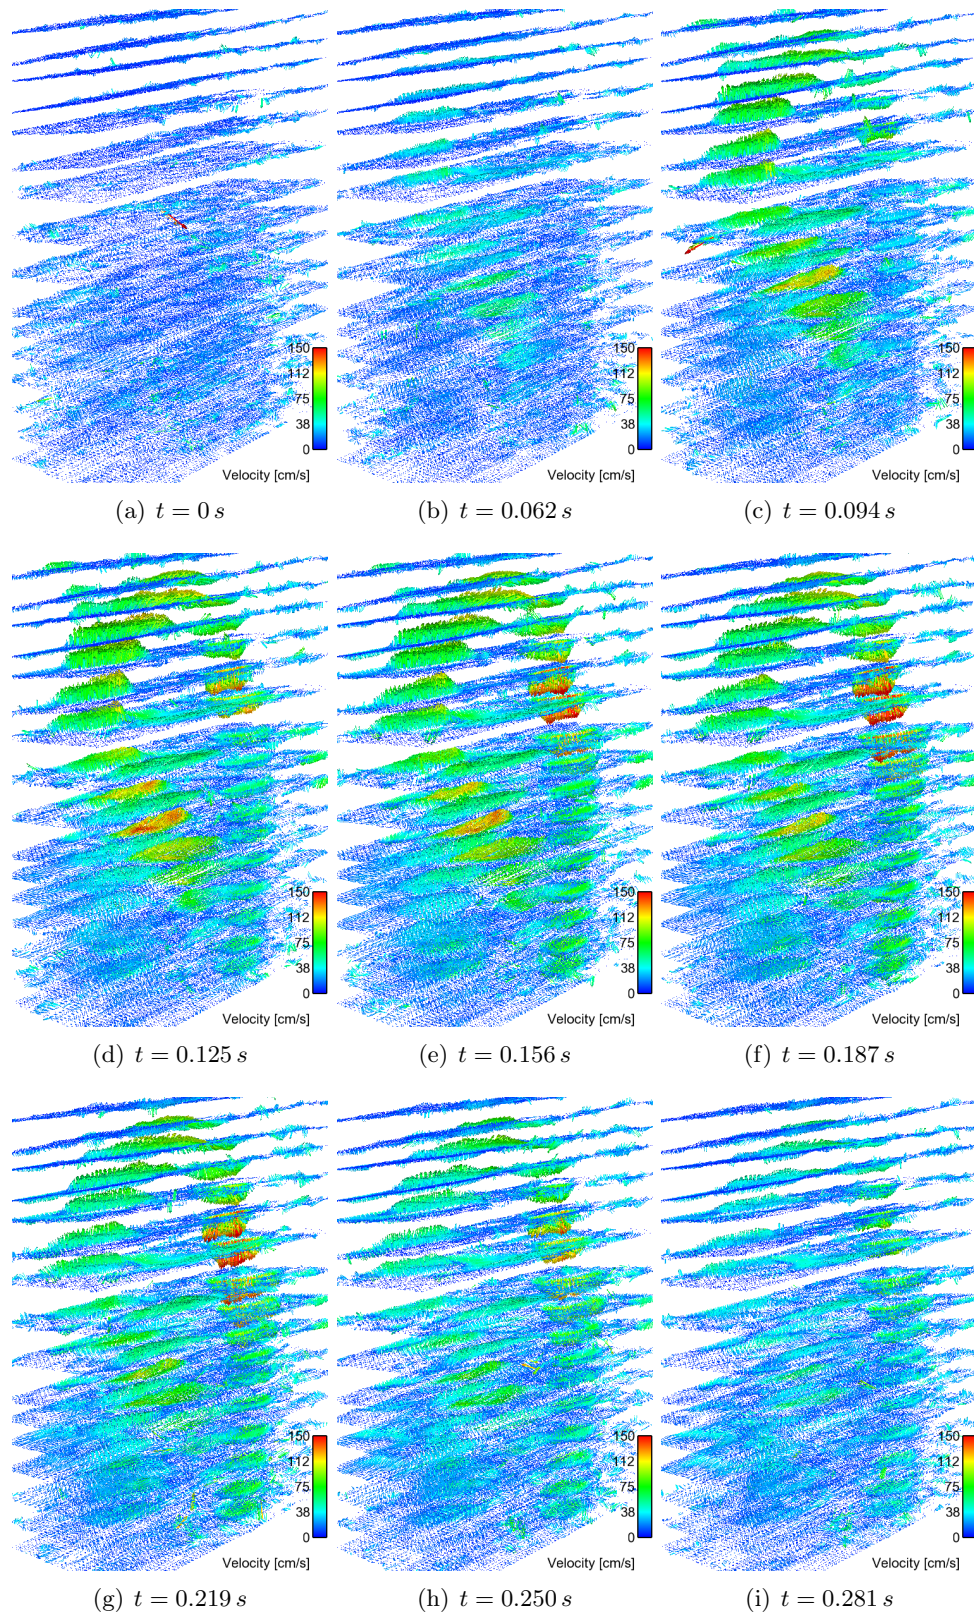 150
112
75
38
0
Velocity [cm/s]
150
112
75
38
0
Velocity [cm/s]
150
112
75
38
0
Velocity [cm/s]
(a) t = 0 s
(b) t = 0.062 s
(c) t = 0.094 s
150
112
75
38
0
Velocity [cm/s]
150
112
75
38
0
Velocity [cm/s]
150
112
75
38
0
Velocity [cm/s]
(d) t = 0.125 s
(e) t = 0.156 s
(f) t = 0.187 s
150
112
75
38
0
Velocity [cm/s]
150
112
75
38
0
Velocity [cm/s]
150
112
75
38
0
Velocity [cm/s]
(g) t = 0.219 s
(h) t = 0.250 s
(i) t = 0.281 s